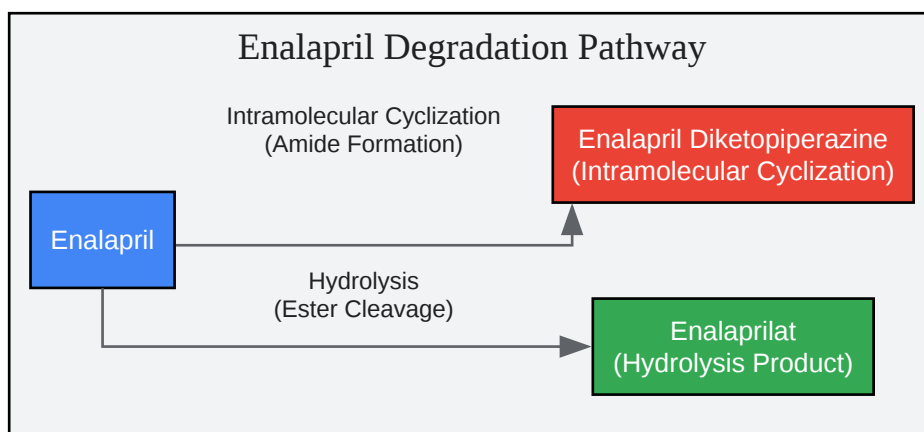 Enalapril Degradation Pathway
Intramolecular Cyclization
(Amide Formation)
Enalapril Diketopiperazine
(Intramolecular Cyclization)
Enalapril
Hydrolysis
(Ester Cleavage)
Enalaprilat
(Hydrolysis Product)